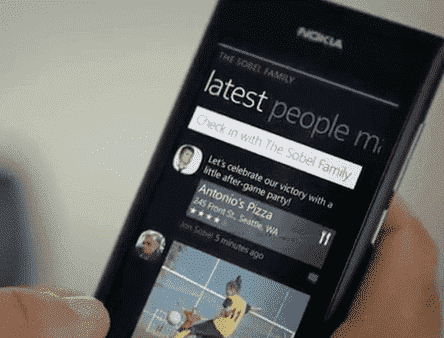 NOKIA
THE SOBEL FAMILY
latest people m
Check in with The Sobel Family
Let's celebrate our victory with a
little after-game party!
Antonio's Pizza
245 Front St. Seattle, WA
Jon Sobel 5 minutes ago
11